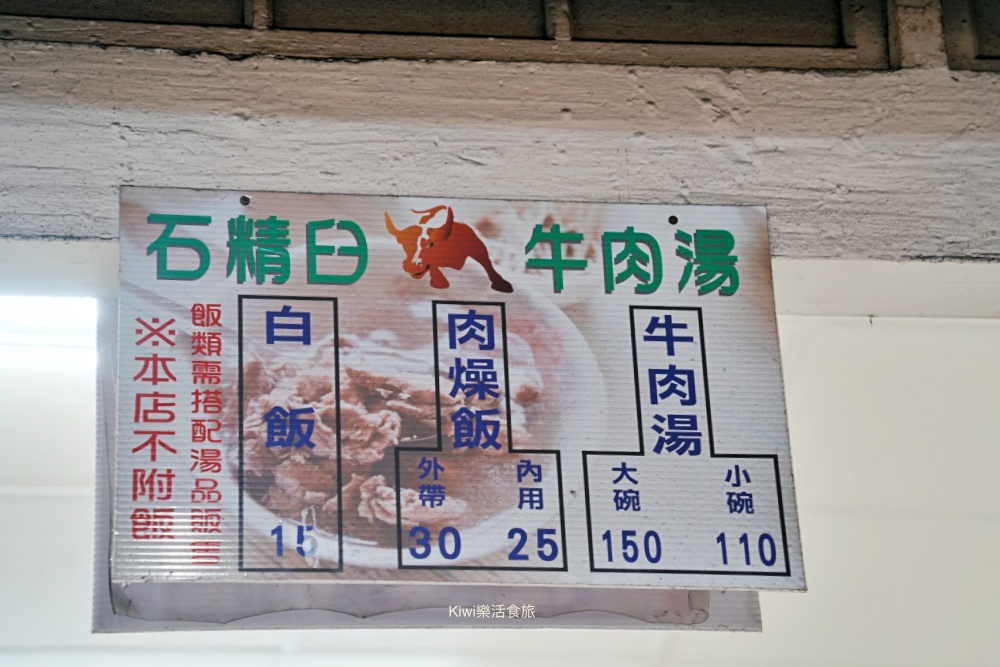 石精臼 牛肉湯
牛肉湯
小碗
110
大碗
150
肉燥飯
內用
25
外帶
30
白飯
15
飯類需搭配湯品販售
※本店不附飯
Kiwi樂活食旅